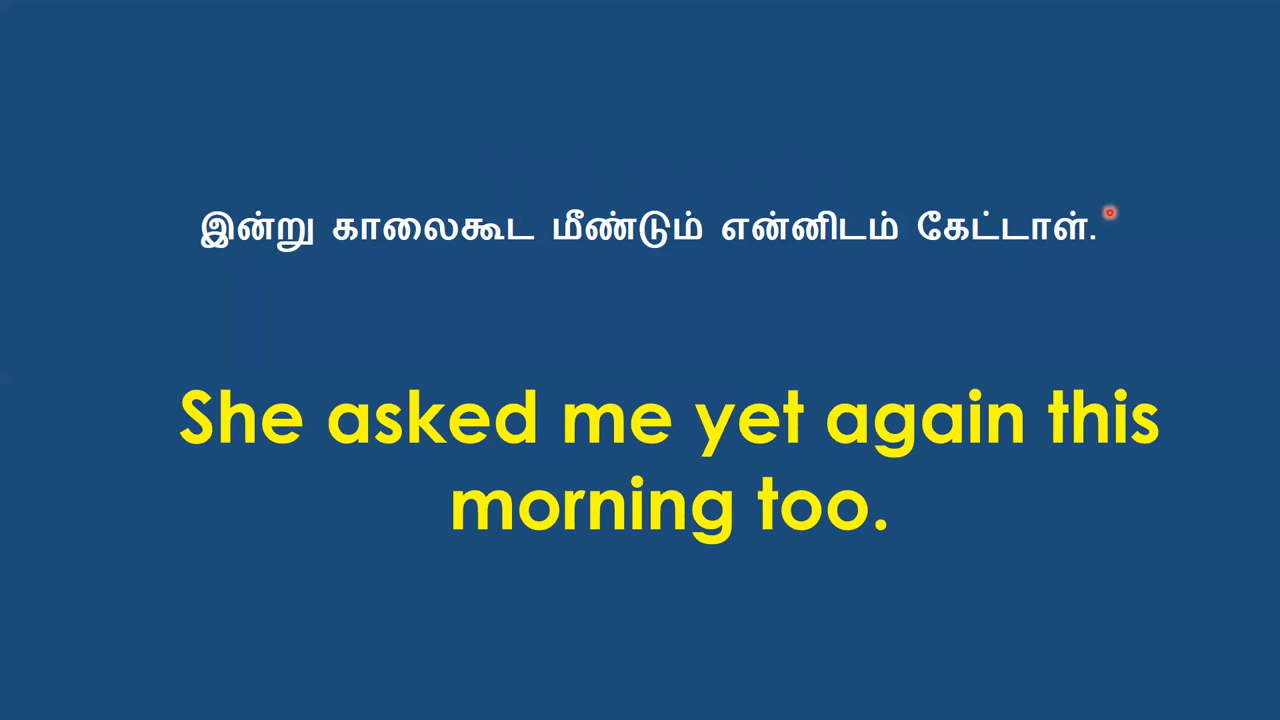 இன்று காலைகூட மீண்டும் என்னிடம் கேட்டாள்.
She asked me yet again this
morning too.